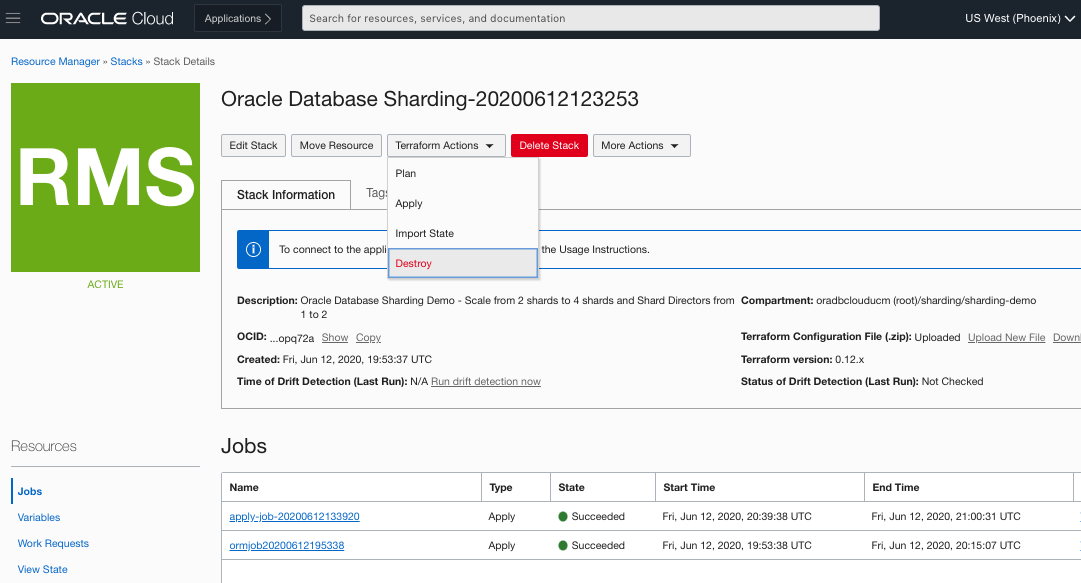 ORACLE Cloud
Applications
Search for resources, services, and documentation
US West (Phoenix)
Resource Manager » Stacks » Stack Details
RMS
ACTIVE
Oracle Database Sharding-20200612123253
Edit Stack
Move Resource
Terraform Actions
Delete Stack
More Actions
Plan
Apply
Import State
Destroy
Stack Information
Tags
To connect to the appli
the Usage Instructions.
Description: Oracle Database Sharding Demo - Scale from 2 shards to 4 shards and Shard Directors from
1 to 2
OCID: ...opq72a Show Copy
Created: Fri, Jun 12, 2020, 19:53:37 UTC
Time of Drift Detection (Last Run): N/A Run drift detection now
Compartment: oradbclouducm (root)/sharding/sharding-demo
Terraform Configuration File (.zip): Uploaded Upload New File Down
Terraform version: 0.12.x
Status of Drift Detection (Last Run): Not Checked
Resources
Jobs
Variables
Work Requests
View State
Jobs
Name Type State Start Time End Time
apply-job-20200612133920 Apply Succeeded Fri, Jun 12, 2020, 20:39:38 UTC Fri, Jun 12, 2020, 21:00:31 UTC
ormjob20200612195338 Apply Succeeded Fri, Jun 12, 2020, 19:53:38 UTC Fri, Jun 12, 2020, 20:15:07 UTC